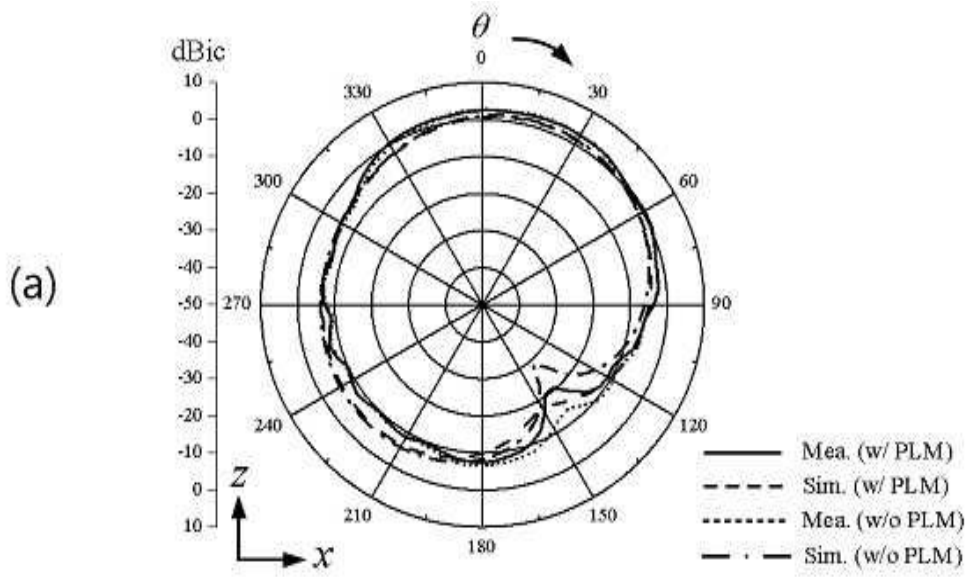 θ
dBic
0
10
330
30
0
-10
300
60
-20
-30
-40
(a)
-50
270
90
-40
-30
-20
240
120
-10
z
0
210
150
10
x
180
Mea. (w/ PLM)
Sim. (w/ PLM)
Mea. (w/o PLM)
Sim. (w/o PLM)